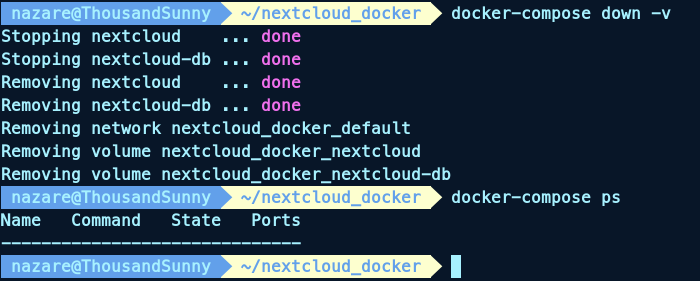 nazare@ThousandSunny ~/nextcloud_docker docker-compose down -v
Stopping nextcloud    ... done
Stopping nextcloud-db ... done
Removing nextcloud    ... done
Removing nextcloud-db ... done
Removing network nextcloud_docker_default
Removing volume nextcloud_docker_nextcloud
Removing volume nextcloud_docker_nextcloud-db
nazare@ThousandSunny ~/nextcloud_docker docker-compose ps
Name   Command   State   Ports
------------------------------
nazare@ThousandSunny ~/nextcloud_docker